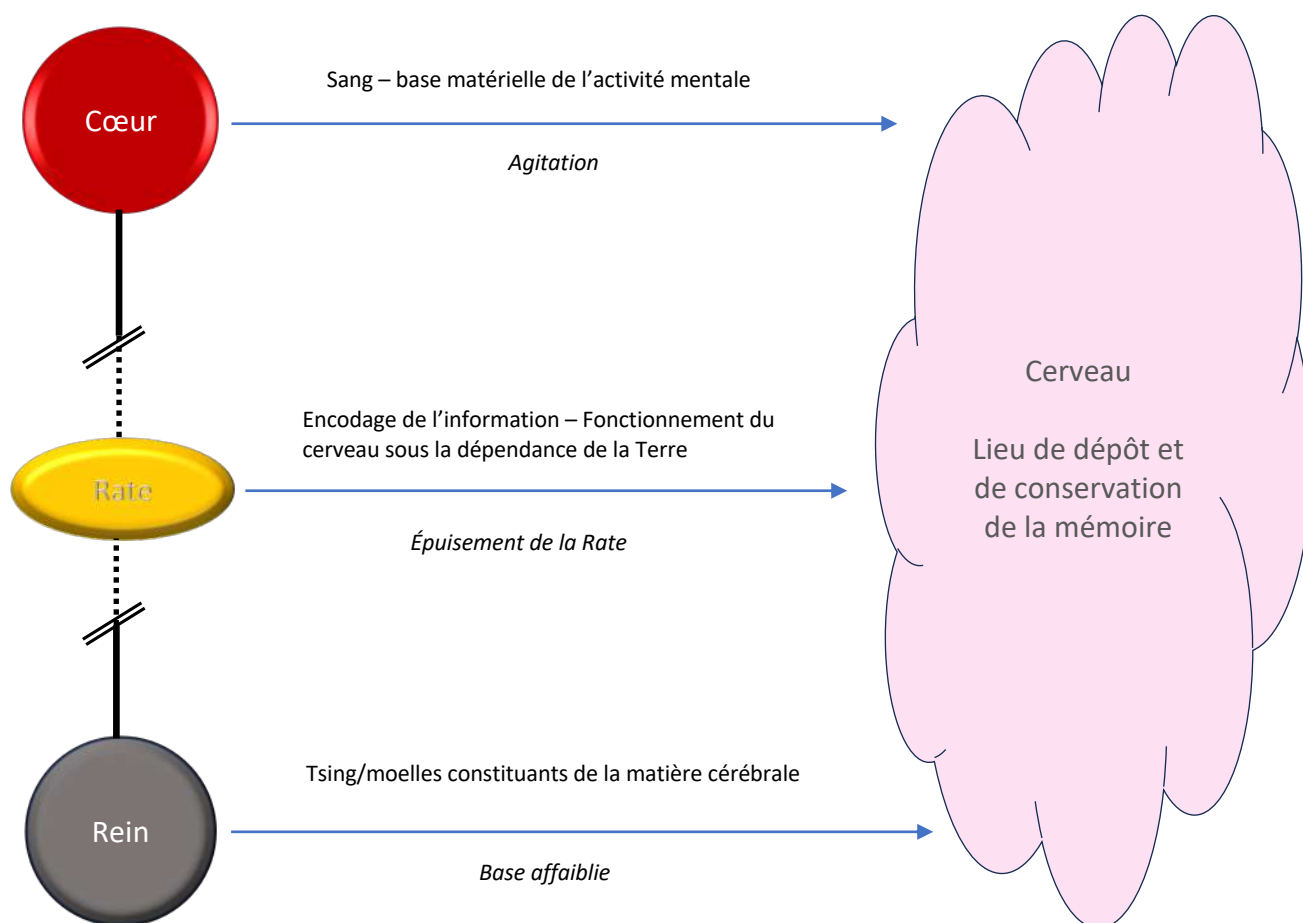 Cœur
Sang – base matérielle de l’activité mentale
Agitation
Rate
Encodage de l’information – Fonctionnement du
cerveau sous la dépendance de la Terre
Épuisement de la Rate
Cerveau
Lieu de dépôt et
de conservation
de la mémoire
Rein
Tsing/moelles constituants de la matière cérébrale
Base affaiblie